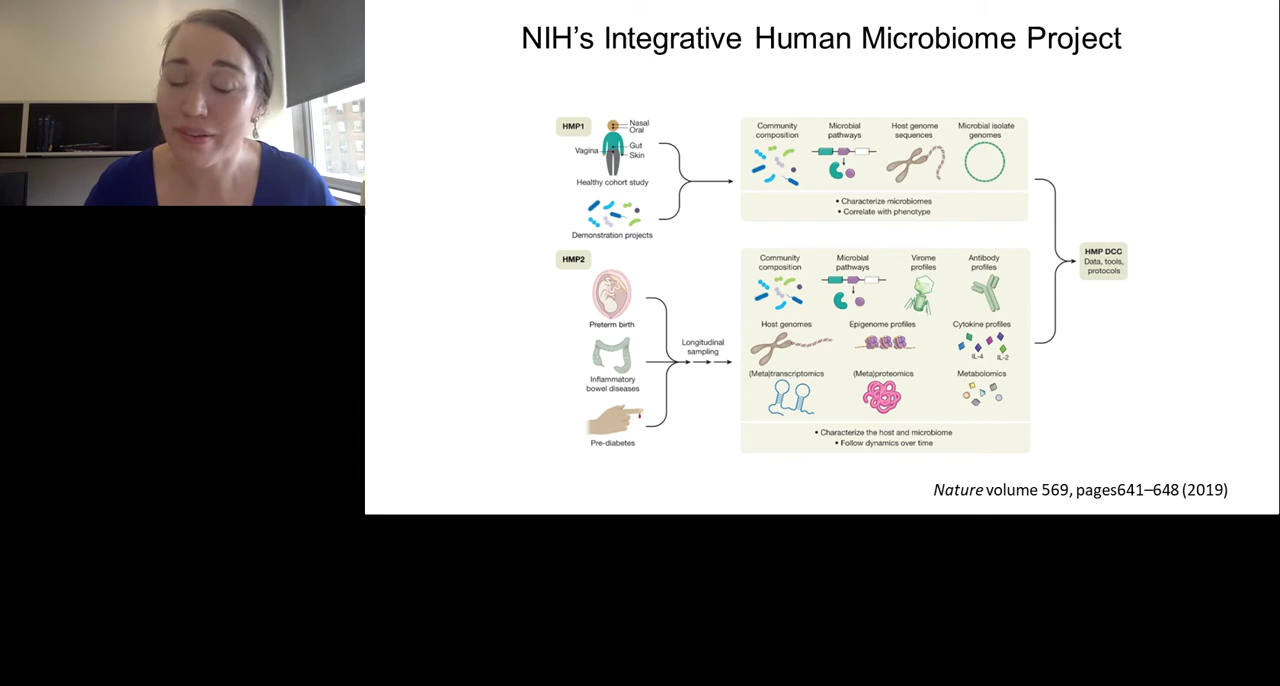 NIH's Integrative Human Microbiome Project
HMP1
Nasal
Oral
Vagina
Gut
Skin
Healthy cohort study
Demonstration projects
Community
composition
Microbial
pathways
Host genome
sequences
Microbial isolate
genomes
• Characterize microbiomes
• Correlate with phenotype
HMP2
Preterm birth
Inflammatory
bowel diseases
Pre-diabetes
Longitudinal
sampling
Community
composition
Microbial
pathways
Virome
profiles
Antibody
profiles
Host genomes
Epigenome profiles
Cytokine profiles
IL-4
IL-2
(Meta)transcriptomics
(Meta)proteomics
Metabolomics
• Characterize the host and microbiome
• Follow dynamics over time
HMP DCC
Data, tools,
protocols
Nature volume 569, pages641–648 (2019)